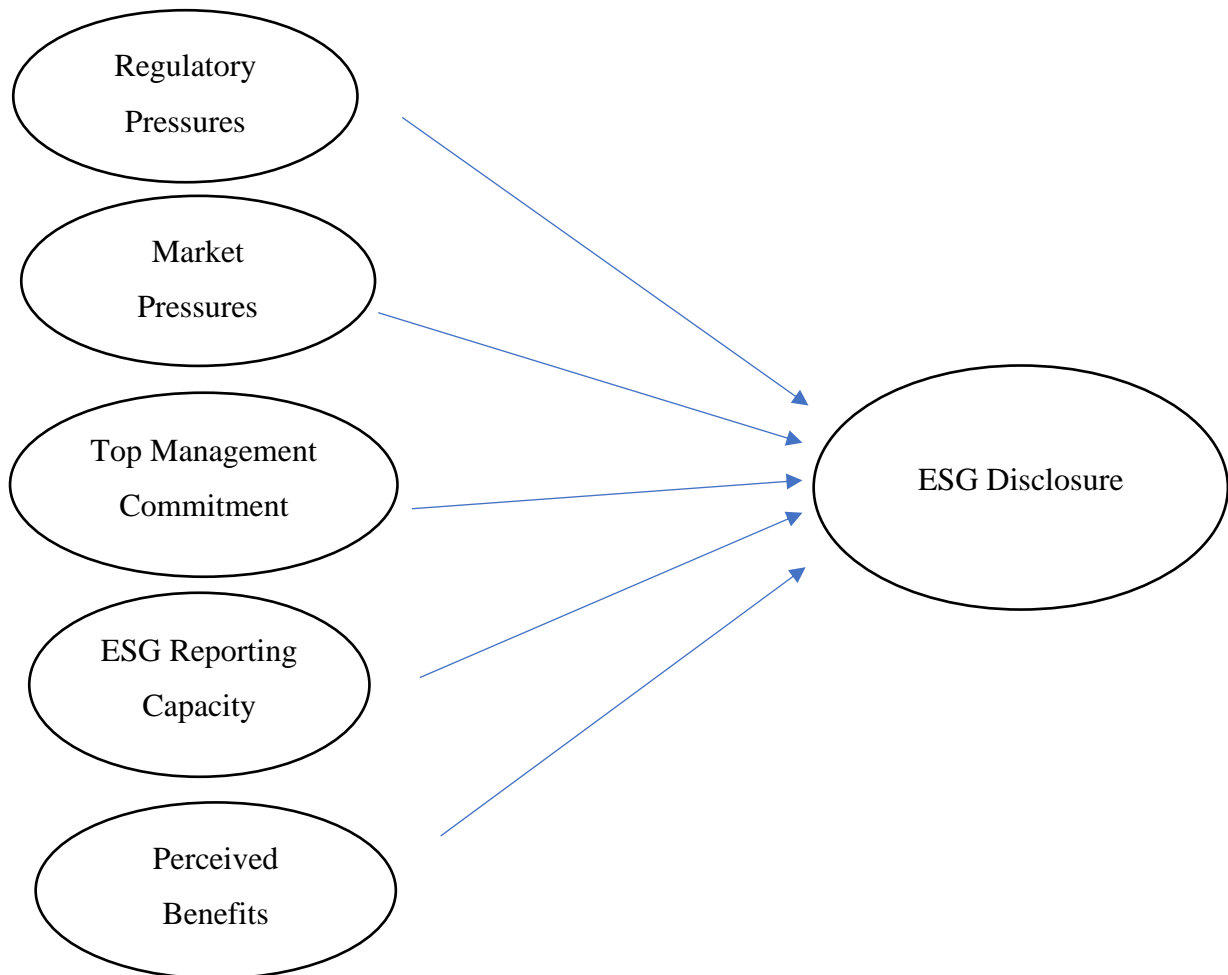 Regulatory
Pressures
Market
Pressures
Top Management
Commitment
ESG Disclosure
ESG Reporting
Capacity
Perceived
Benefits